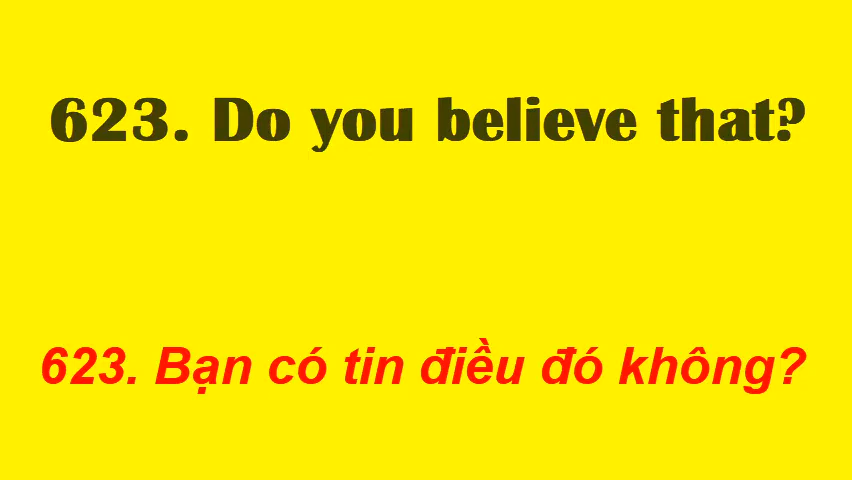 623. Do you believe that?
623. Bạn có tin điều đó không?